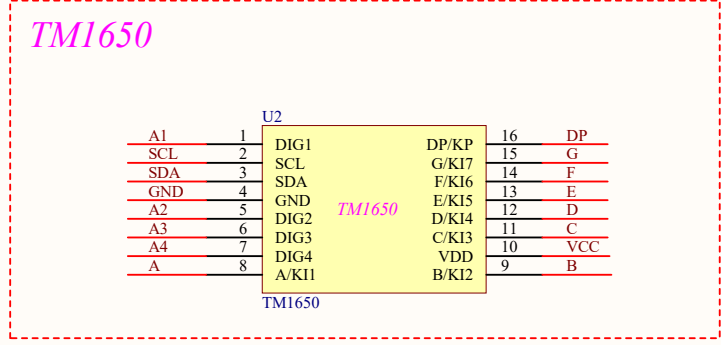 TM1650
U2
A1 1 DIG1 DP/KP 16 DP
SCL 2 SCL G/KI7 15 G
SDA 3 SDA F/KI6 14 F
GND 4 GND E/KI5 13 E
A2 5 DIG2 TM1650 D/KI4 12 D
A3 6 DIG3 C/KI3 11 C
A4 7 DIG4 VDD 10 VCC
A 8 A/KI1 B/KI2 9 B
TM1650